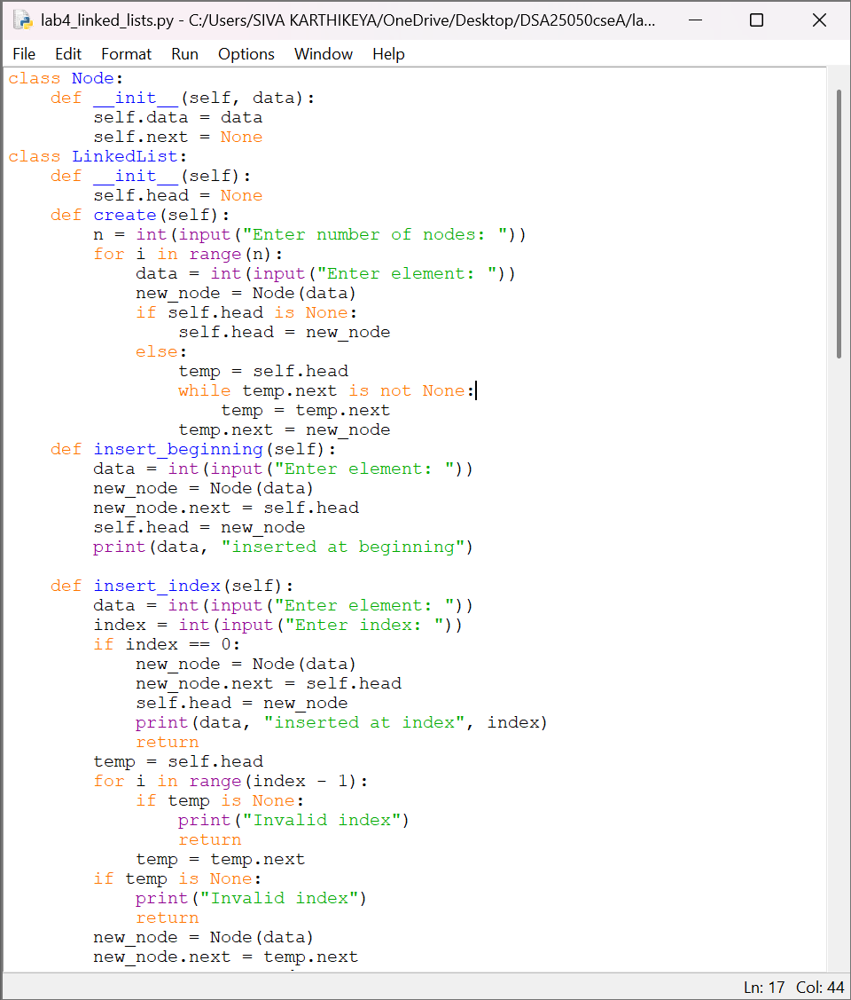 lab4_linked_lists.py - C:/Users/SIVA KARTHIKEYA/OneDrive/Desktop/DSA25050cseA/la...
File Edit Format Run Options Window Help
class Node:
    def __init__(self, data):
        self.data = data
        self.next = None
class LinkedList:
    def __init__(self):
        self.head = None
    def create(self):
        n = int(input("Enter number of nodes: "))
        for i in range(n):
            data = int(input("Enter element: "))
            new_node = Node(data)
            if self.head is None:
                self.head = new_node
            else:
                temp = self.head
                while temp.next is not None:
                    temp = temp.next
                temp.next = new_node
    def insert_beginning(self):
        data = int(input("Enter element: "))
        new_node = Node(data)
        new_node.next = self.head
        self.head = new_node
        print(data, "inserted at beginning")

    def insert_index(self):
        data = int(input("Enter element: "))
        index = int(input("Enter index: "))
        if index == 0:
            new_node = Node(data)
            new_node.next = self.head
            self.head = new_node
            print(data, "inserted at index", index)
            return
        temp = self.head
        for i in range(index - 1):
            if temp is None:
                print("Invalid index")
                return
            temp = temp.next
        if temp is None:
            print("Invalid index")
            return
        new_node = Node(data)
        new_node.next = temp.next
Ln: 17 Col: 44